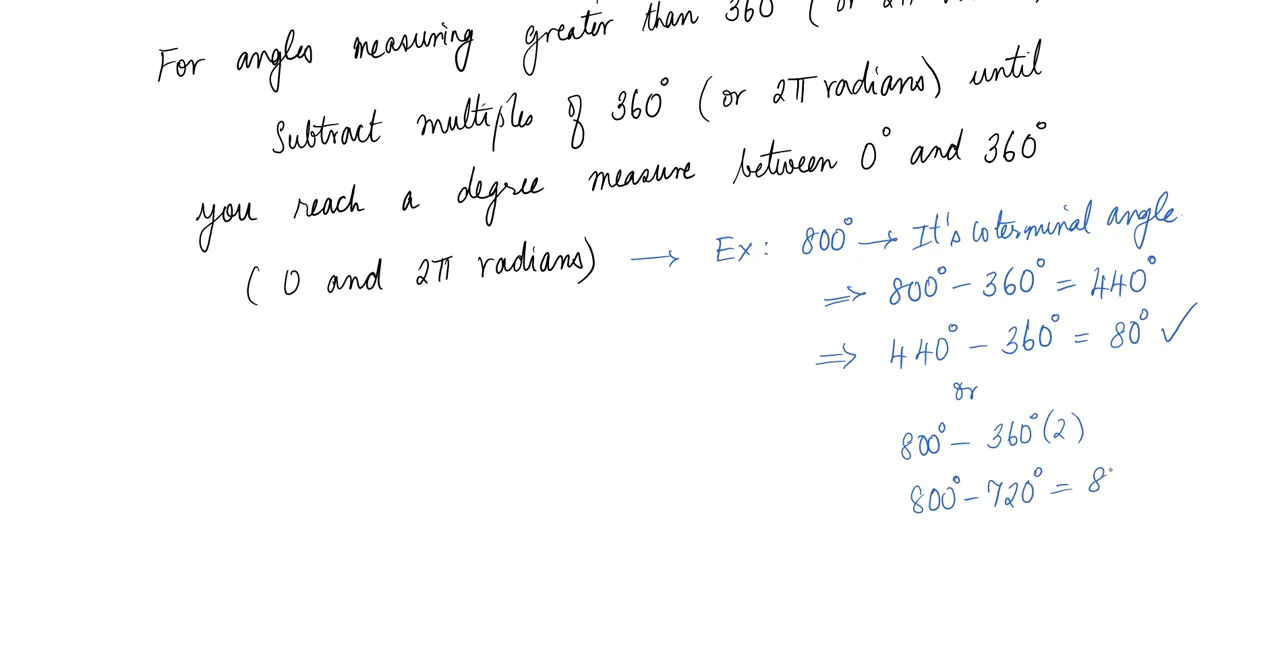 For angles measuring greater than 360
Subtract multiples of 360° (or 2π radians) until
you reach a degree measure between 0° and 360°
(0 and 2π radians) → Ex: 800° → It's coterminal angle.
⇒ 800° - 360° = 440°
⇒ 440° - 360° = 80° ✓
or
800° - 360°(2)
800° - 720° = 8